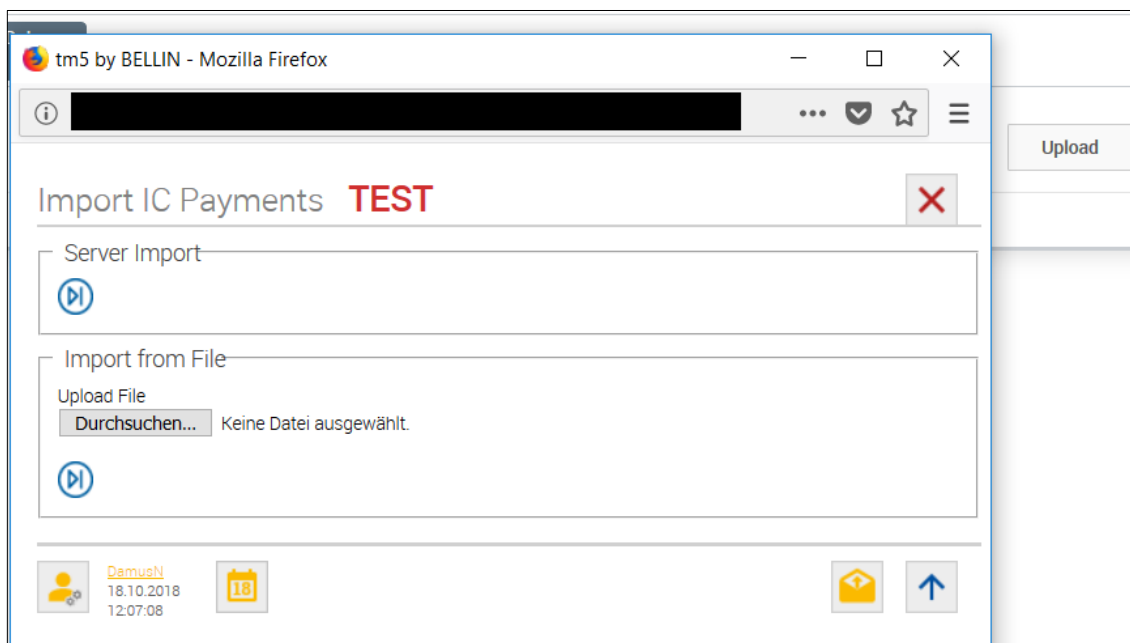 tm5 by BELLIN - Mozilla Firefox
Upload
Import IC Payments TEST
Server Import
Import from File
Upload File
Durchsuchen... Keine Datei ausgewählt.
DamusN
18.10.2018
12:07:08
18